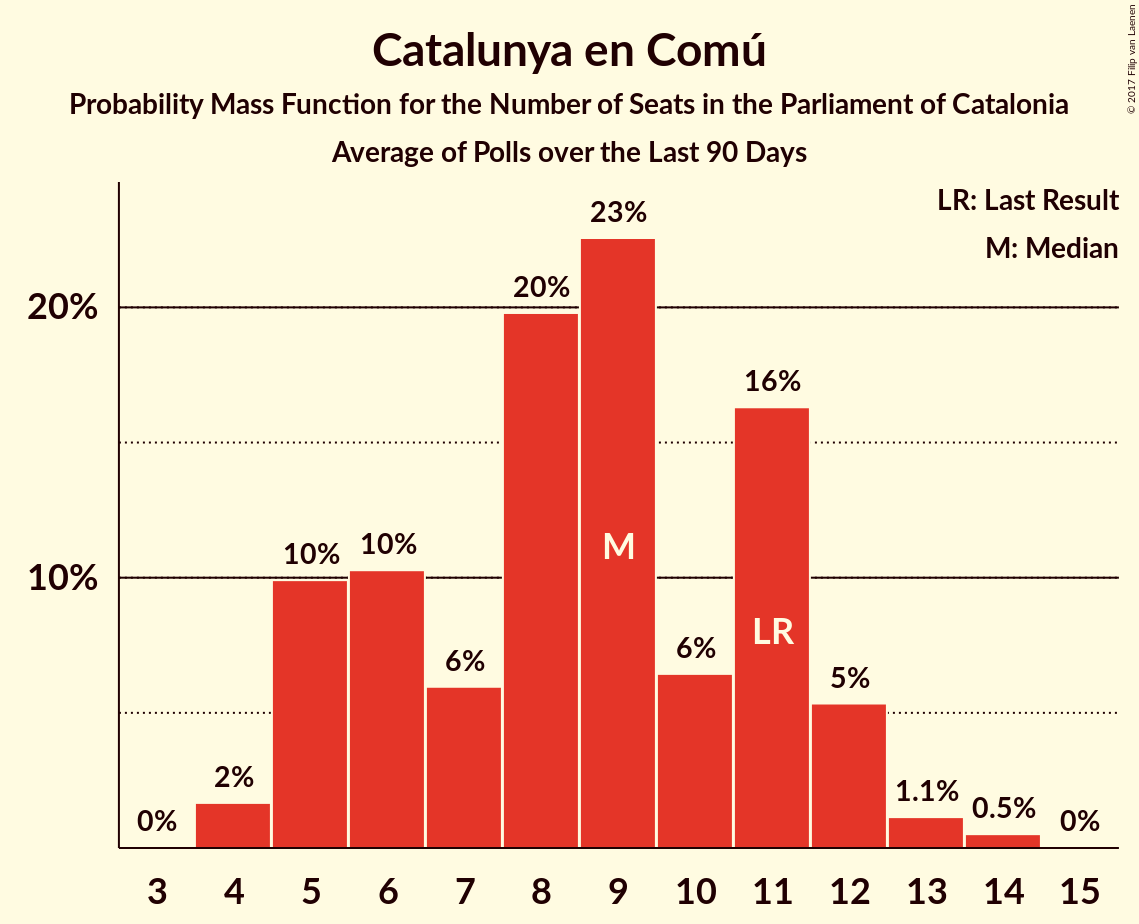 Catalunya en Comú
Probability Mass Function for the Number of Seats in the Parliament of Catalonia
Average of Polls over the Last 90 Days
© 2017 Filip van Laenen
LR: Last Result
M: Median
20%
10%
0%
2%
10%
10%
6%
20%
23%
6%
16%
5%
1.1%
0.5%
0%
M
LR
3 4 5 6 7 8 9 10 11 12 13 14 15